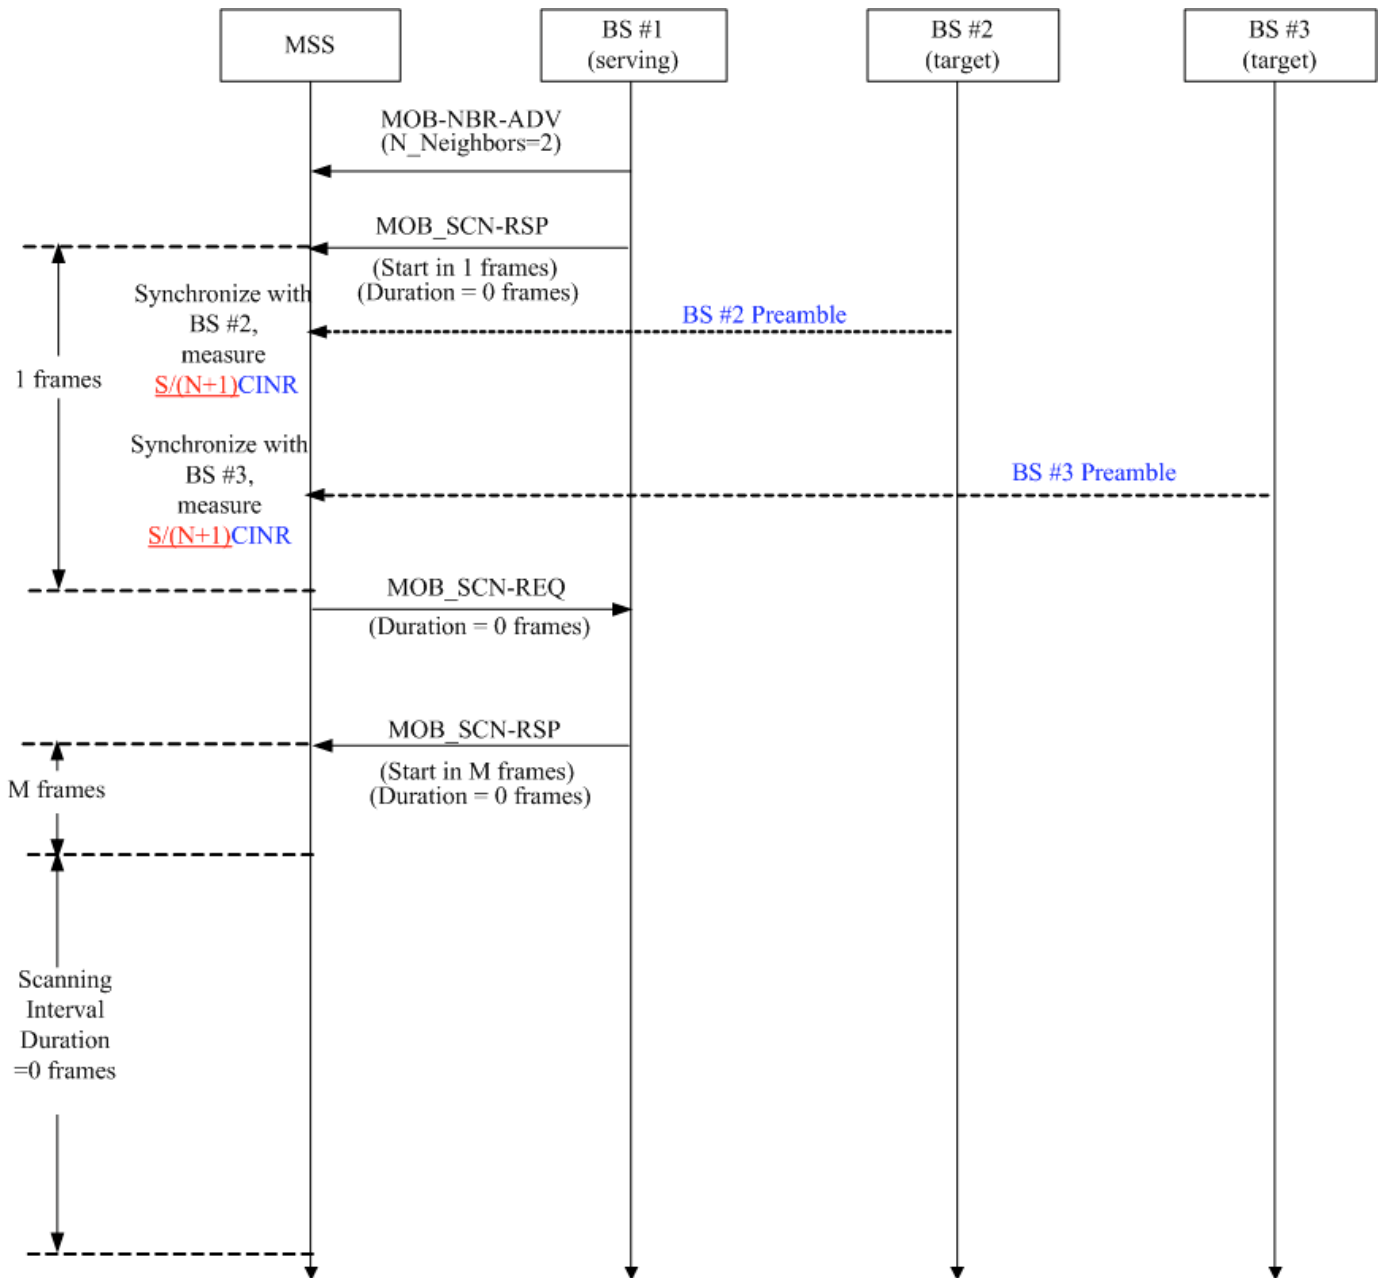 MSS
BS #1
(serving)
BS #2
(target)
BS #3
(target)
MOB-NBR-ADV
(N_Neighbors=2)
MOB_SCN-RSP
(Start in 1 frames)
(Duration = 0 frames)
Synchronize with
BS #2,
measure
S/(N+1)CINR
BS #2 Preamble
1 frames
Synchronize with
BS #3,
measure
S/(N+1)CINR
BS #3 Preamble
MOB_SCN-REQ
(Duration = 0 frames)
MOB_SCN-RSP
(Start in M frames)
(Duration = 0 frames)
M frames
Scanning
Interval
Duration
=0 frames